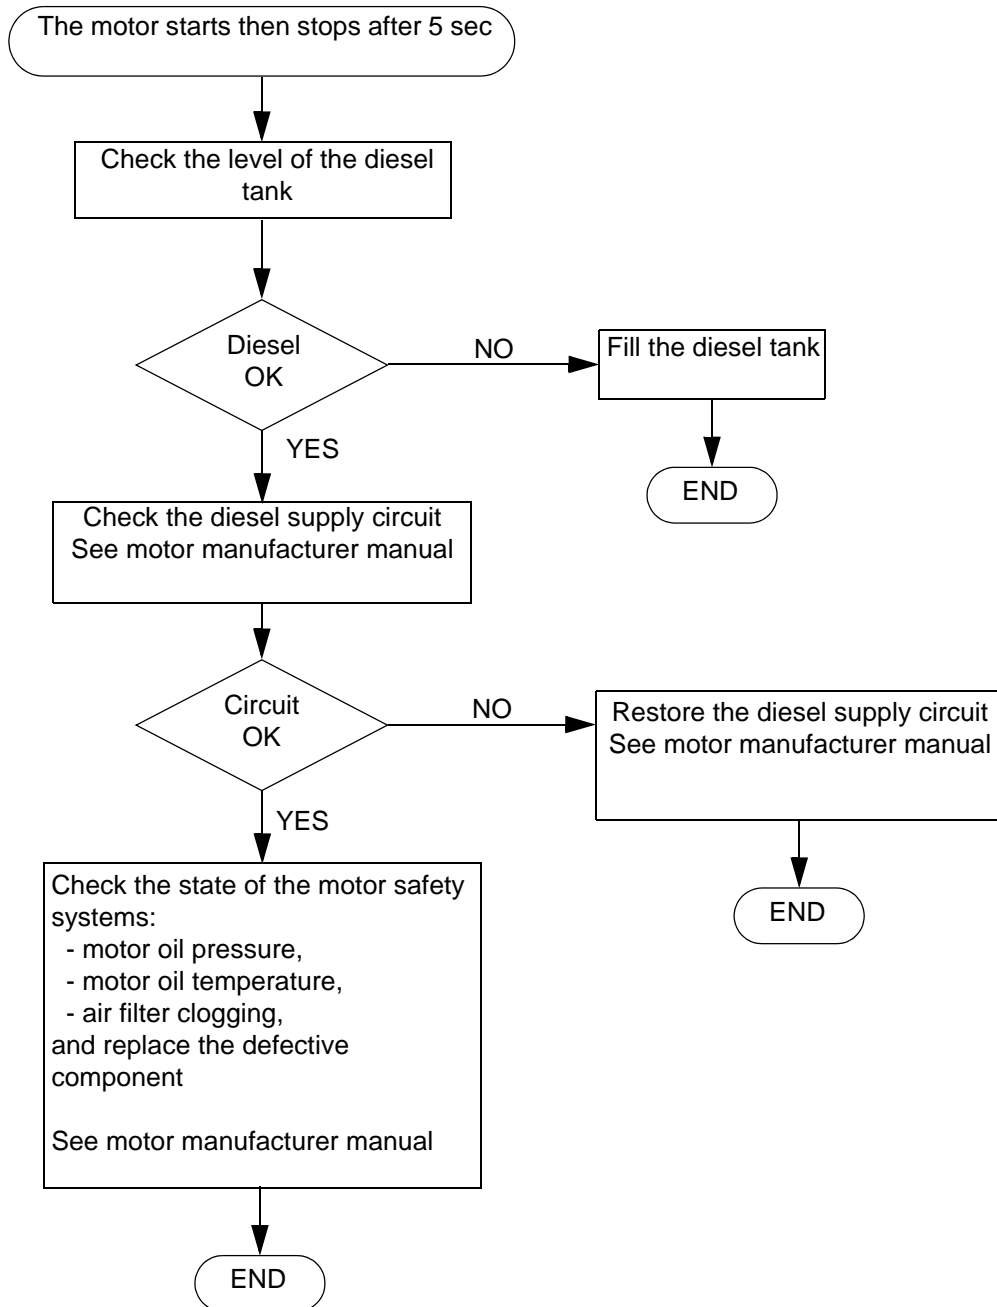 The motor starts then stops after 5 sec
Check the level of the diesel
tank
Diesel
OK
NO
Fill the diesel tank
YES
END
Check the diesel supply circuit
See motor manufacturer manual
Circuit
OK
NO
Restore the diesel supply circuit
See motor manufacturer manual
YES
END
Check the state of the motor safety
systems:
- motor oil pressure,
- motor oil temperature,
- air filter clogging,
and replace the defective
component
See motor manufacturer manual
END